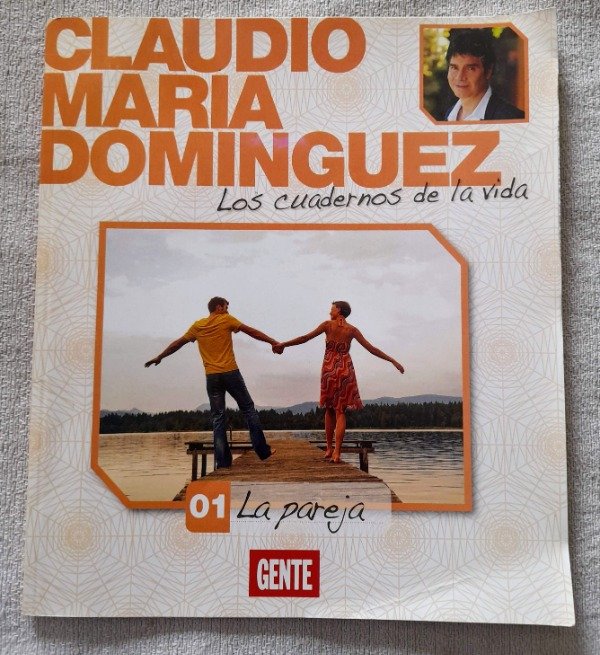 CLAUDIO
MARIA
DOMINGUEZ
Los cuadernos de la vida
01 La pareja
GENTE